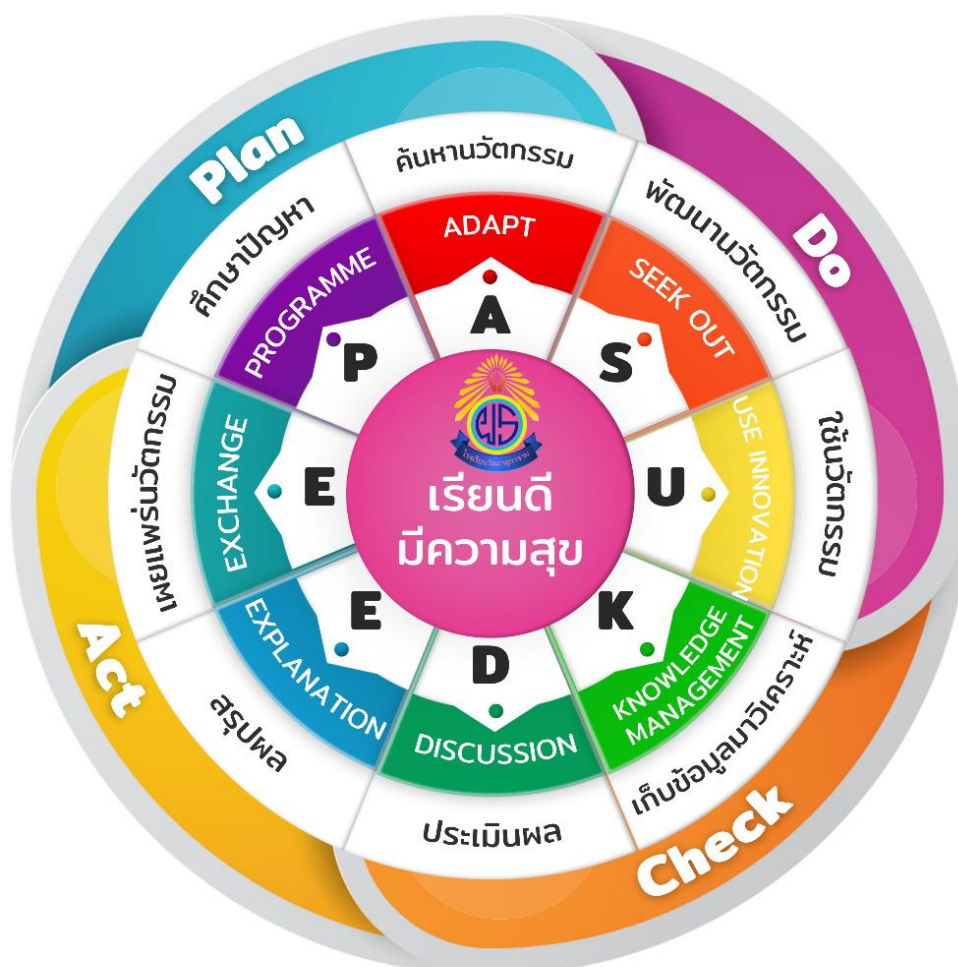 Plan
Do
Check
Act
ศึกษาปัญหา
ค้นหานวัตกรรม
พัฒนานวัตกรรม
ใช้นวัตกรรม
เก็บข้อมูลมาวิเคราะห์
ประเมินผล
สรุปผล
เผยแพร่นวัตกรรม
PROGRAMME
ADAPT
SEEK OUT
USE INNOVATION
KNOWLEDGE
MANAGEMENT
DISCUSSION
EXPLANATION
EXCHANGE
P
A
S
U
K
D
E
E
เรียนดี
มีความสุข